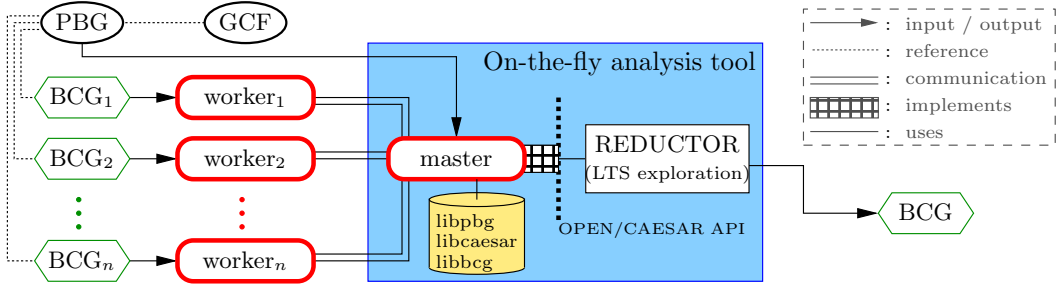 PBG
GCF
On-the-fly analysis tool
BCG₁
worker₁
BCG₂
worker₂
master
REDUCTOR
(LTS exploration)
BCG
libpbg
libcaesar
libbcg
OPEN/CAESAR API
BCGₙ
workerₙ
: input / output
: reference
: communication
: implements
: uses